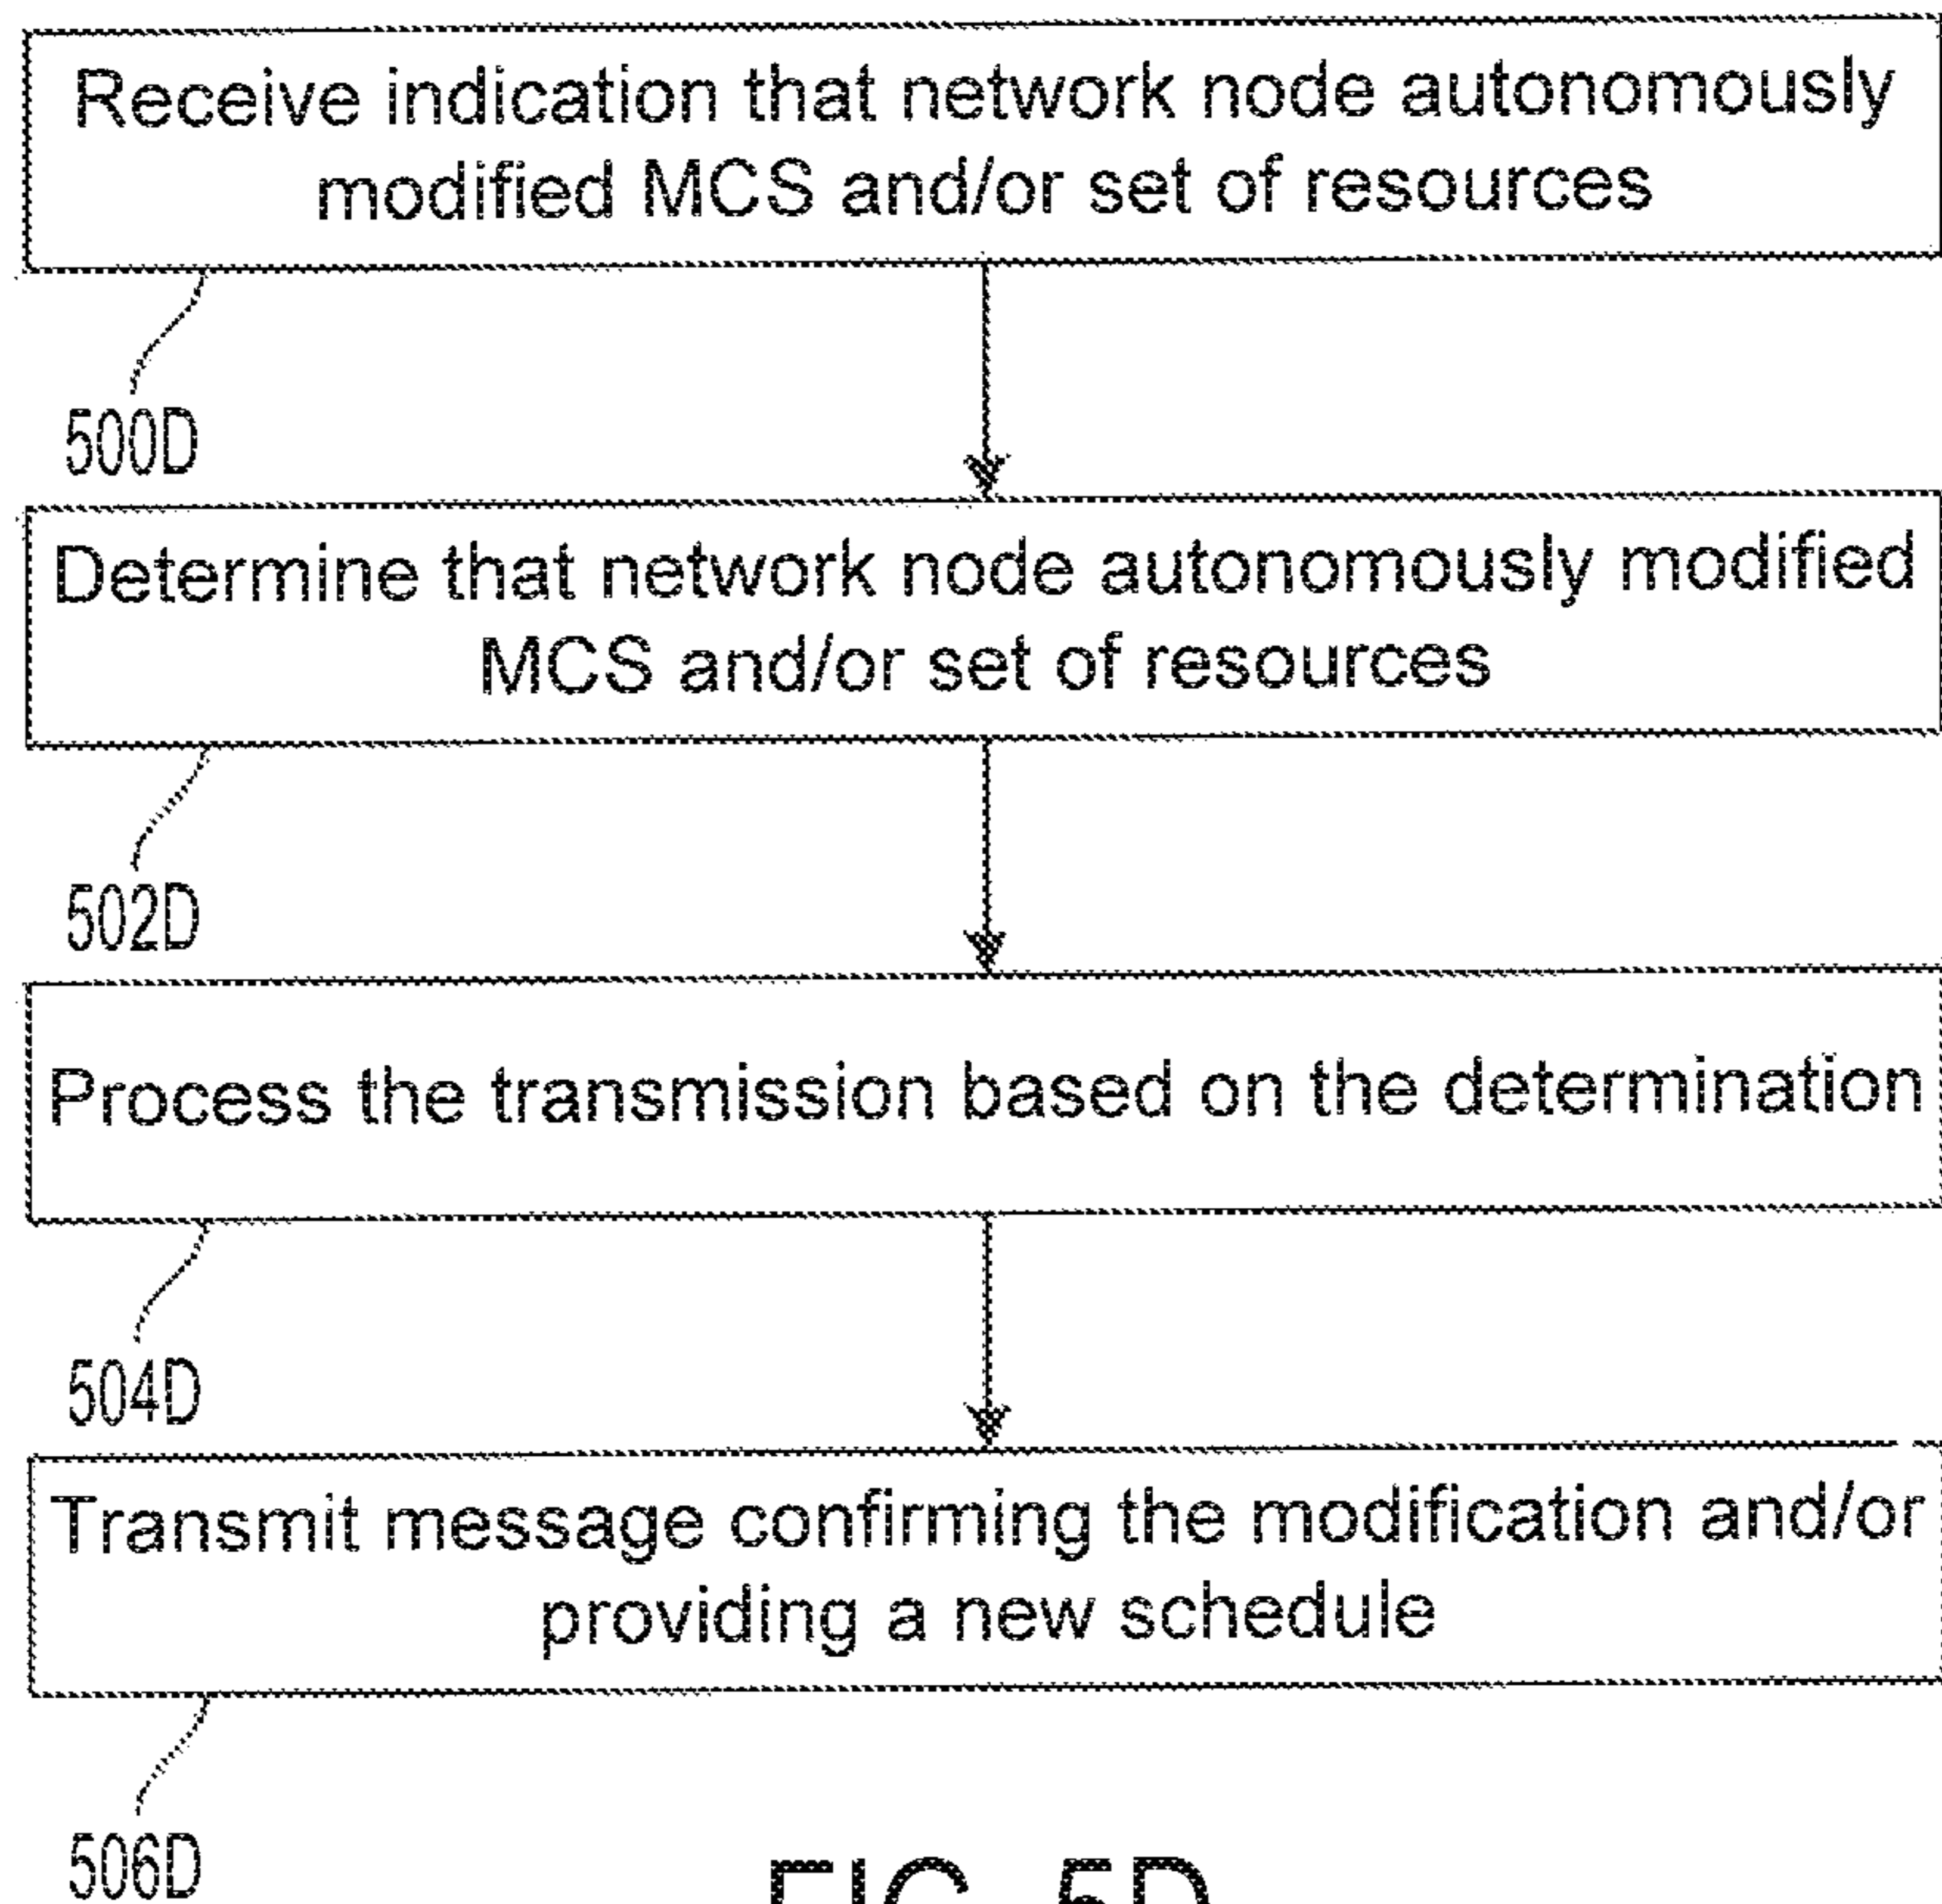 Receive indication that network node autonomously
modified MCS and/or set of resources
500D
Determine that network node autonomously modified
MCS and/or set of resources
502D
Process the transmission based on the determination
504D
Transmit message confirming the modification and/or
providing a new schedule
506D
FIG. 5D